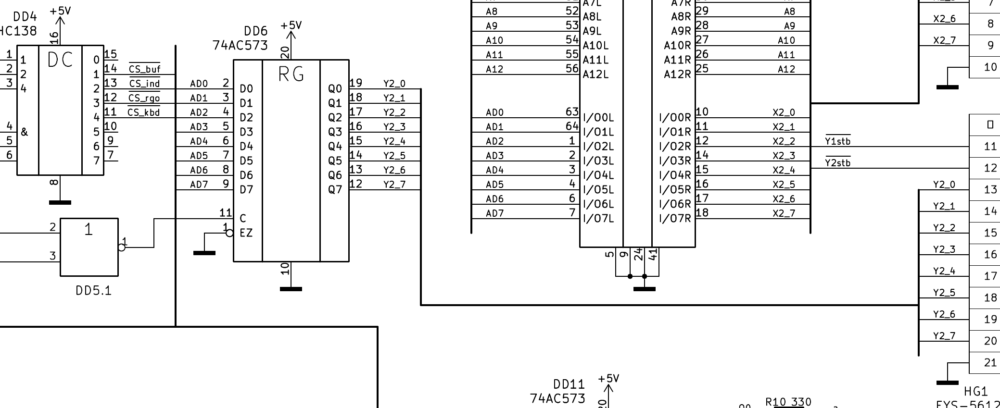 DD4
HC138
+5V
16
DC
1 1
2 2
3 4
4 &
5
6
0 15
1 14 CS_buf
2 13 CS_ind
3 12 CS_rgo
4 11 CS_kbd
5 10
6 9
7 7
8
2
3
1
1
DD5.1
DD6
74AC573
+5V
20
RG
AD0 2 D0
AD1 3 D1
AD2 4 D2
AD3 5 D3
AD4 6 D4
AD5 7 D5
AD6 8 D6
AD7 9 D7
11 C
1 EZ
Q0 19 Y2_0
Q1 18 Y2_1
Q2 17 Y2_2
Q3 16 Y2_3
Q4 15 Y2_4
Q5 14 Y2_5
Q6 13 Y2_6
Q7 12 Y2_7
10
A7L A7R
A8 52 A8L A8R 29 A8
A9 53 A9L A9R 28 A9
A10 54 A10L A10R 27 A10
A11 55 A11L A11R 26 A11
A12 56 A12L A12R 25 A12
AD0 63 I/O0L I/O0R 10 X2_0
AD1 64 I/O1L I/O1R 11 X2_1
AD2 1 I/O2L I/O2R 12 X2_2
AD3 2 I/O3L I/O3R 14 X2_3
AD4 3 I/O4L I/O4R 15 X2_4
AD5 4 I/O5L I/O5R 16 X2_5
AD6 6 I/O6L I/O6R 17 X2_6
AD7 7 I/O7L I/O7R 18 X2_7
5 9 24 41
7
X2_6 8
X2_7 9
10
Y1stb 11
Y2stb 12
Y2_0 13
Y2_1 14
Y2_2 15
Y2_3 16
Y2_4 17
Y2_5 18
Y2_6 19
Y2_7 20
21
HG1
EYS-5612
DD11
74AC573
+5V
20
R10 330